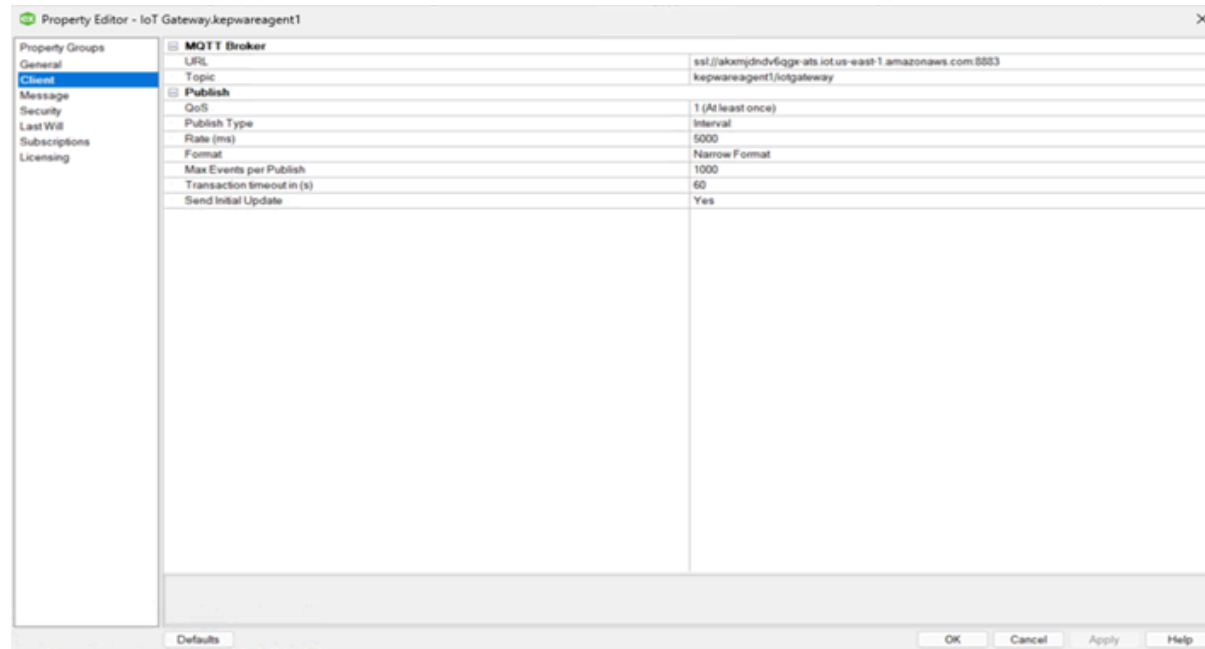 Property Editor - IoT Gateway.kepwareagent1
Property Groups
General
Client
Message
Security
Last Will
Subscriptions
Licensing
MQTT Broker
URL ssl://akxmjdndv6qgx-ats.iot.us-east-1.amazonaws.com:8883
Topic kepwareagent1/iotgateway
Publish
QoS 1 (At least once)
Publish Type Interval
Rate (ms) 5000
Format Narrow Format
Max Events per Publish 1000
Transaction timeout in (s) 60
Send Initial Update Yes
Defaults OK Cancel Apply Help